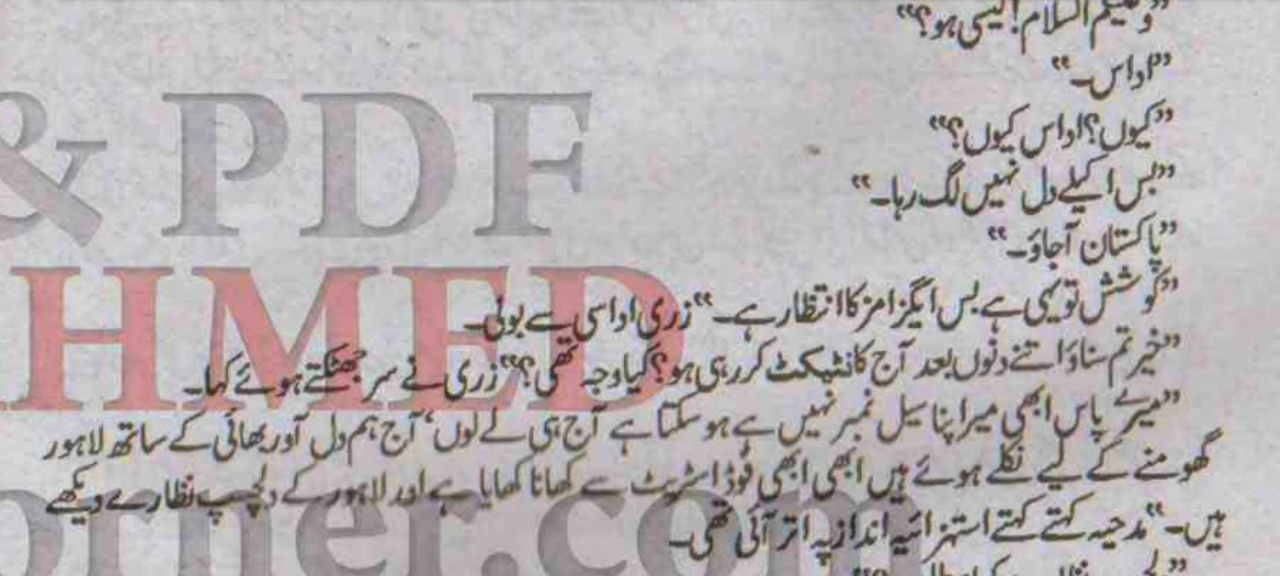 "وعلیکم السلام! کیسی ہو؟"
"اداس۔"
"کیوں؟ اداس کیوں؟"
"بس اکیلے دل نہیں لگ رہا۔"
"پاکستان آجاؤ۔"
"کوشش تو یہی ہے بس ایگزامز کا انتظار ہے۔" زری اداسی سے بولی۔
"خیر تم سناؤ اتنے دنوں بعد آج کانٹیکٹ کر رہی ہو؟ کیا وجہ تھی؟" زری نے سر جھٹکتے ہوئے کہا۔
"میرے پاس ابھی میرا اپنا سیل نمبر نہیں ہے ہو سکتا ہے آج ہی لے لوں‘ آج ہم دل آور بھائی کے ساتھ لاہور
گھومنے کے لیے نکلے ہوئے ہیں ابھی ابھی فوڈ اسٹریٹ سے کھانا کھایا ہے اور لاہور کے دلچسپ نظارے دیکھے
ہیں۔" مدحیہ کہتے کہتے استہزائیہ انداز پہ اتر آئی تھی۔
& PDF
HMED
orner.com